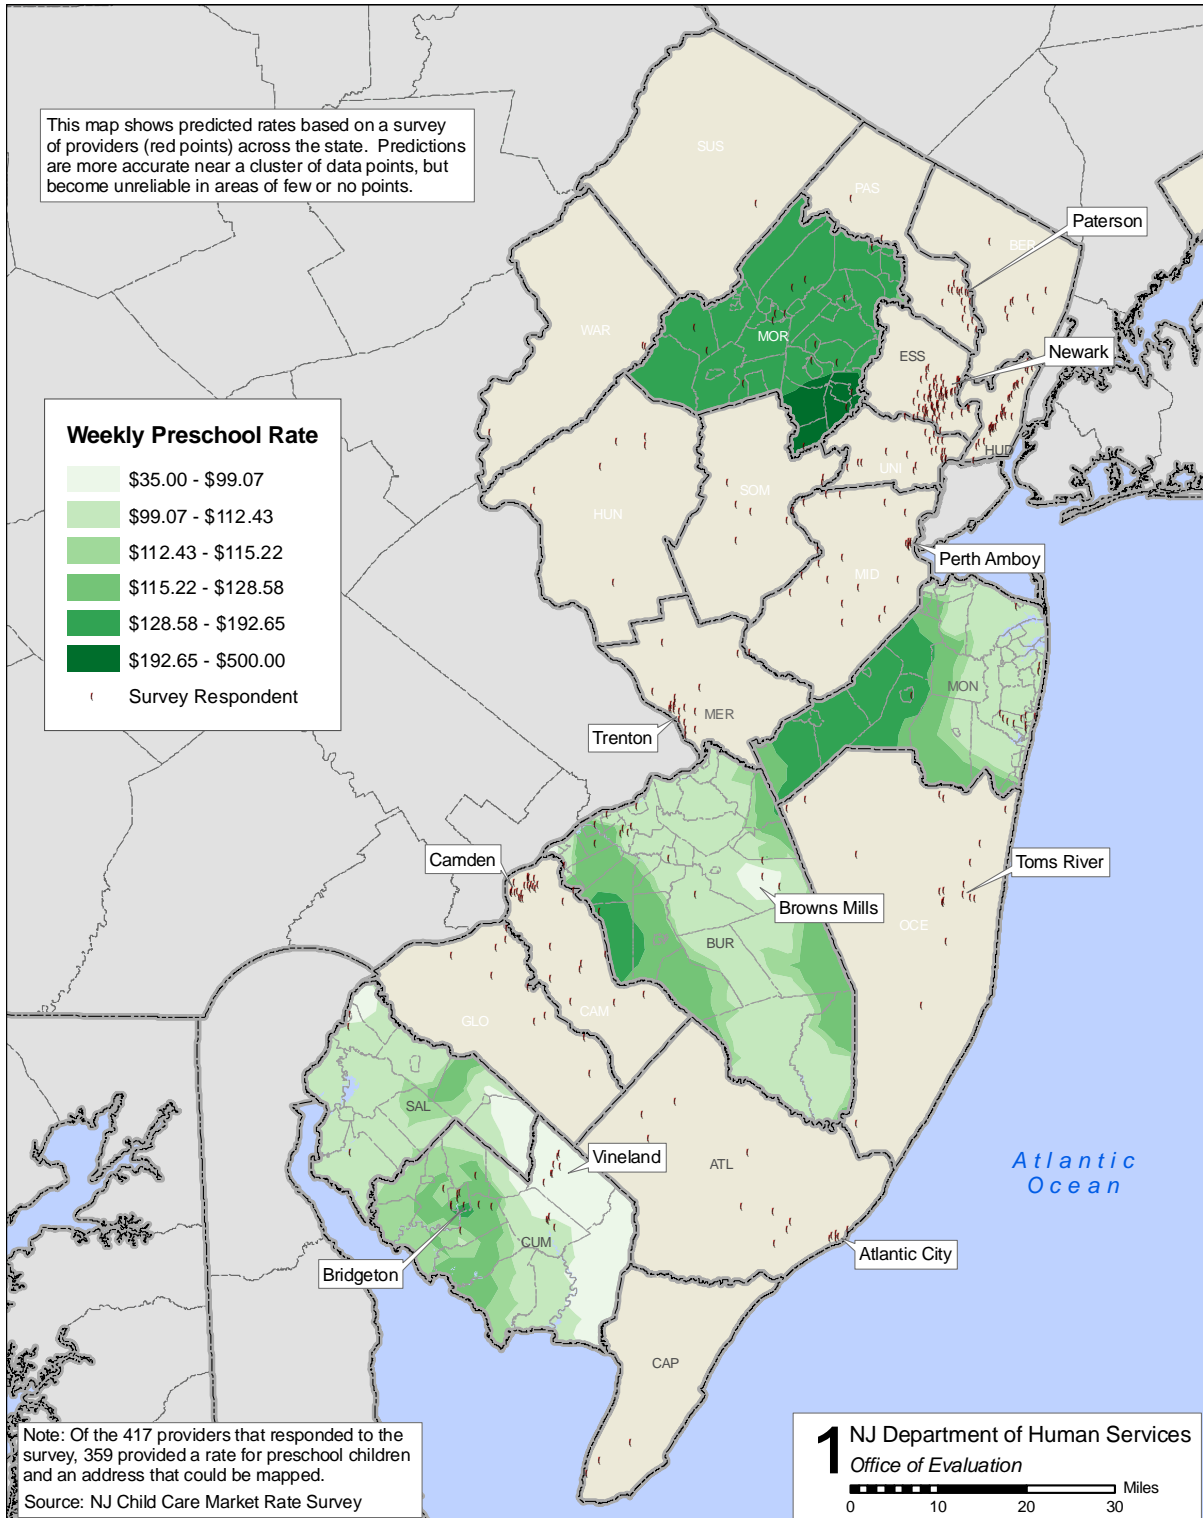 This map shows predicted rates based on a survey
of providers (red points) across the state. Predictions
are more accurate near a cluster of data points, but
become unreliable in areas of few or no points.
SUS
PAS
Paterson
BER
WAR
MOR
ESS
Newark
Weekly Preschool Rate
$35.00 - $99.07
$99.07 - $112.43
$112.43 - $115.22
$115.22 - $128.58
$128.58 - $192.65
$192.65 - $500.00
Survey Respondent
HUD
UNI
SOM
HUN
Perth Amboy
MID
MON
MER
Trenton
Camden
Toms River
Browns Mills
OCE
BUR
CAM
GLO
SAL
Vineland
ATL
Atlantic
Ocean
CUM
Bridgeton
Atlantic City
CAP
Note: Of the 417 providers that responded to the
survey, 359 provided a rate for preschool children
and an address that could be mapped.
Source: NJ Child Care Market Rate Survey
1 NJ Department of Human Services
Office of Evaluation
Miles
0 10 20 30